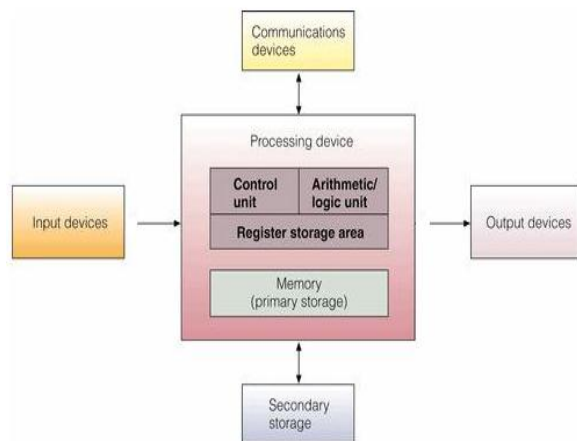 Communications
devices
Processing device
Control
unit
Arithmetic/
logic unit
Register storage area
Input devices
Output devices
Memory
(primary storage)
Secondary
storage